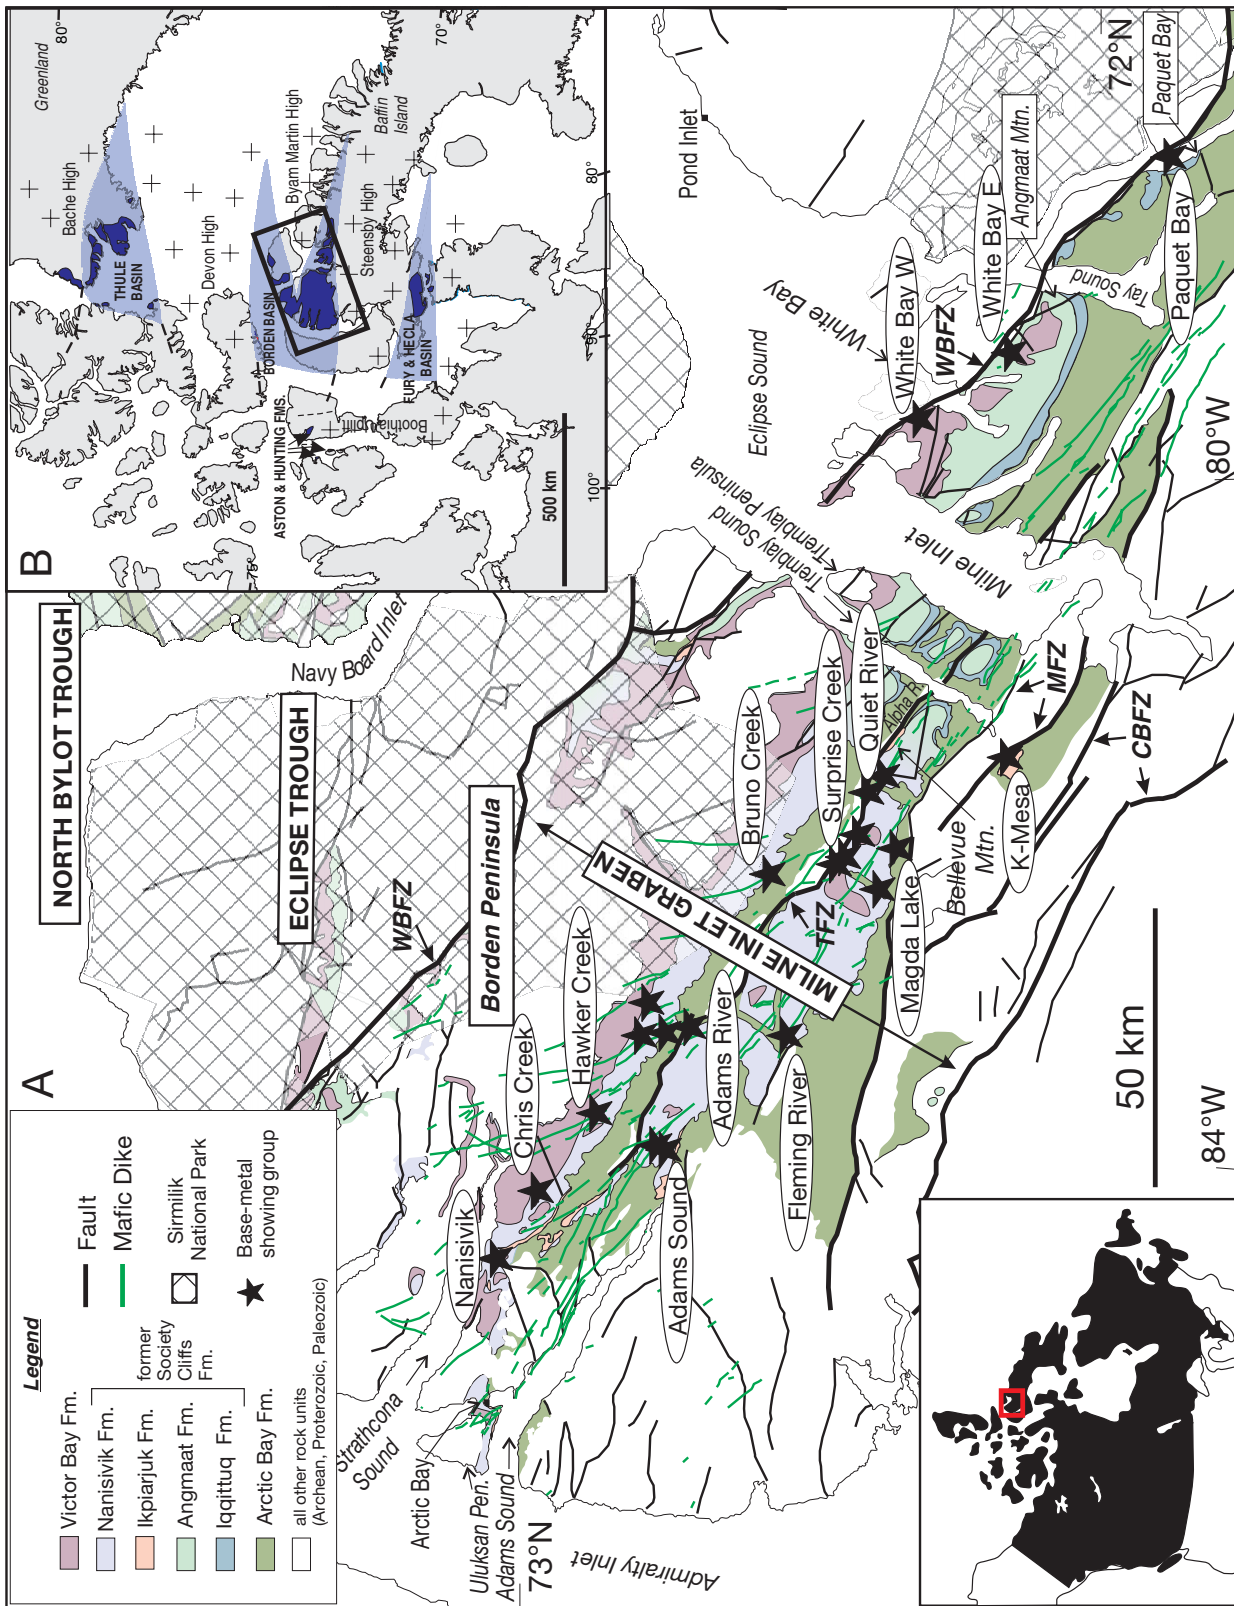 A
NORTH BYLOT TROUGH
ECLIPSE TROUGH
Navy Board Inlet
WBFZ
Borden Peninsula
MILNE INLET GRABEN
Strathcona
Sound
Arctic Bay
Uluksan Pen.
Adams Sound
73°N
Admiralty Inlet
Nanisivik
Chris Creek
Hawker Creek
Adams Sound
Adams River
Fleming River
Bruno Creek
Surprise Creek
Quiet River
Magda Lake
TFZ
Alpha R.
Bellevue
Mtn.
K-Mesa
MFZ
CBFZ
Tremblay Sound
Tremblay Peninsula
Milne Inlet
Eclipse Sound
White Bay
White Bay W
WBFZ
White Bay E
Angmaat Mtn.
Tay Sound
Paquet Bay
Paquet Bay
Pond Inlet
72°N
80°W
84°W
50 km
Legend
Victor Bay Fm.
Nanisivik Fm.
Ikpiarjuk Fm.
Angmaat Fm.
Iqqittuq Fm.
Arctic Bay Fm.
all other rock units
(Archean, Proterozoic, Paleozoic)
former
Society
Cliffs
Fm.
Fault
Mafic Dike
Sirmilik
National Park
Base-metal
showing group
B
80°
Greenland
70°
Bache High
THULE
BASIN
Devon High
BORDEN BASIN
Byam Martin High
Baffin
Island
Steensby High
FURY & HECLA
BASIN
ASTON & HUNTING FMS.
Boothia Uplift
75°
80°
90°
100°
500 km